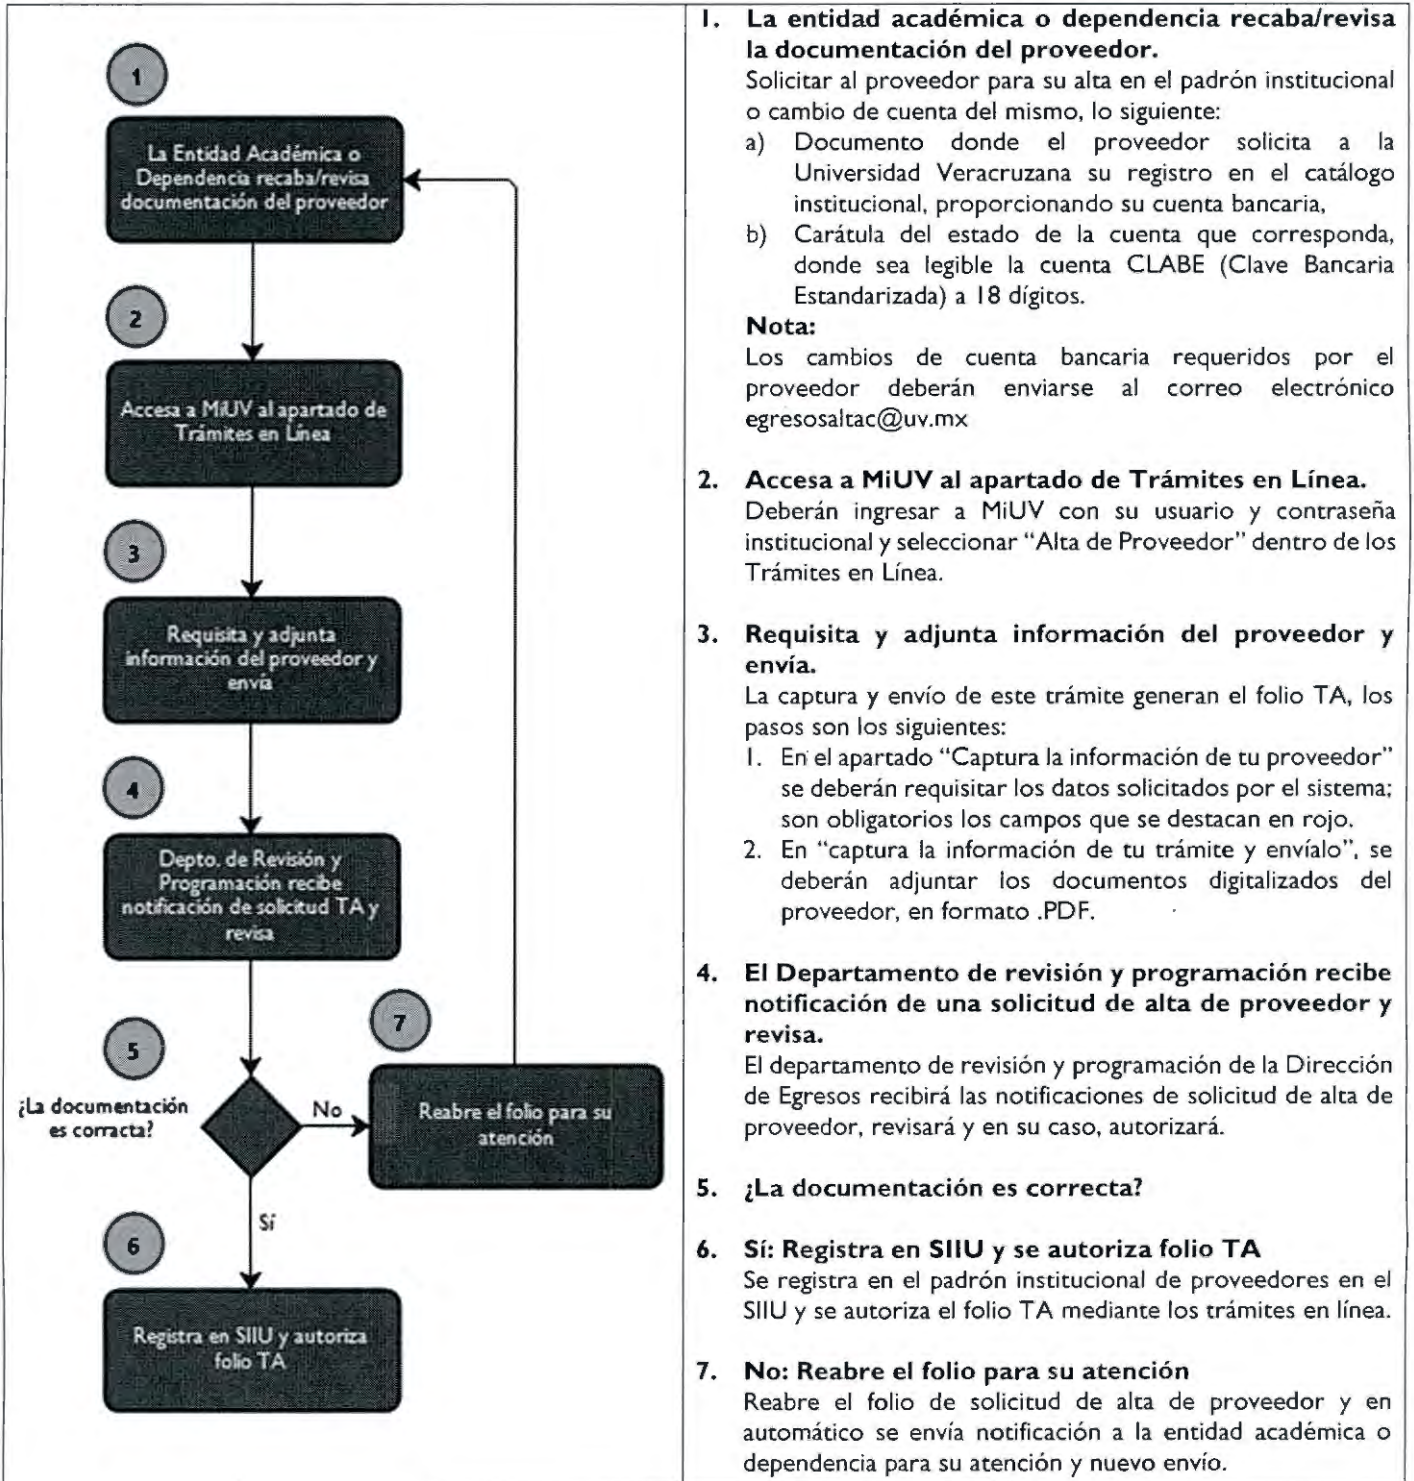 1
La Entidad Académica o
Dependencia recaba/revisa
documentación del proveedor
2
Accesa a MiUV al apartado de
Trámites en Línea
3
Requisita y adjunta
información del proveedor y
envía
4
Depto. de Revisión y
Programación recibe
notificación de solicitud TA y
revisa
5
¿La documentación
es correcta?
No
7
Reabre el folio para su
atención
Sí
6
Registra en SIIU y autoriza
folio TA
1. La entidad académica o dependencia recaba/revisa
la documentación del proveedor.
Solicitar al proveedor para su alta en el padrón institucional
o cambio de cuenta del mismo, lo siguiente:
a) Documento donde el proveedor solicita a la
Universidad Veracruzana su registro en el catálogo
institucional, proporcionando su cuenta bancaria,
b) Carátula del estado de la cuenta que corresponda,
donde sea legible la cuenta CLABE (Clave Bancaria
Estandarizada) a 18 dígitos.
Nota:
Los cambios de cuenta bancaria requeridos por el
proveedor deberán enviarse al correo electrónico
egresosaltac@uv.mx
2. Accesa a MiUV al apartado de Trámites en Línea.
Deberán ingresar a MiUV con su usuario y contraseña
institucional y seleccionar “Alta de Proveedor” dentro de los
Trámites en Línea.
3. Requisita y adjunta información del proveedor y
envía.
La captura y envío de este trámite generan el folio TA, los
pasos son los siguientes:
1. En el apartado “Captura la información de tu proveedor”
se deberán requisitar los datos solicitados por el sistema;
son obligatorios los campos que se destacan en rojo.
2. En “captura la información de tu trámite y envíalo”, se
deberán adjuntar los documentos digitalizados del
proveedor, en formato .PDF.
4. El Departamento de revisión y programación recibe
notificación de una solicitud de alta de proveedor y
revisa.
El departamento de revisión y programación de la Dirección
de Egresos recibirá las notificaciones de solicitud de alta de
proveedor, revisará y en su caso, autorizará.
5. ¿La documentación es correcta?
6. Sí: Registra en SIIU y se autoriza folio TA
Se registra en el padrón institucional de proveedores en el
SIIU y se autoriza el folio TA mediante los trámites en línea.
7. No: Reabre el folio para su atención
Reabre el folio de solicitud de alta de proveedor y en
automático se envía notificación a la entidad académica o
dependencia para su atención y nuevo envío.